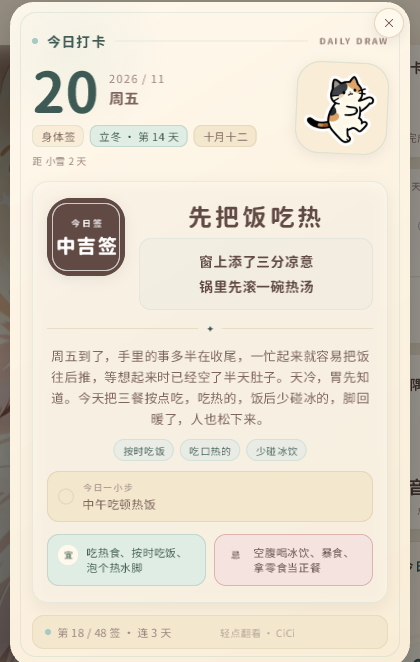 今日打卡
DAILY DRAW
20
2026 / 11
周五
身体签
立冬 · 第 14 天
十月十二
距 小雪 2 天
今日签
中吉签
先把饭吃热
窗上添了三分凉意
锅里先滚一碗热汤
周五到了，手里的事多半在收尾，一忙起来就容易把饭
往后推，等想起来时已经空了半天肚子。天冷，胃先知
道。今天把三餐按点吃，吃热的，饭后少碰冰的，脚回
暖了，人也松下来。
按时吃饭
吃口热的
少碰冰饮
今日一小步
中午吃顿热饭
宜
吃热食、按时吃饭、
泡个热水脚
忌
空腹喝冰饮、暴食、
拿零食当正餐
第 18 / 48 签 · 连 3 天
轻点翻看 · CiCi